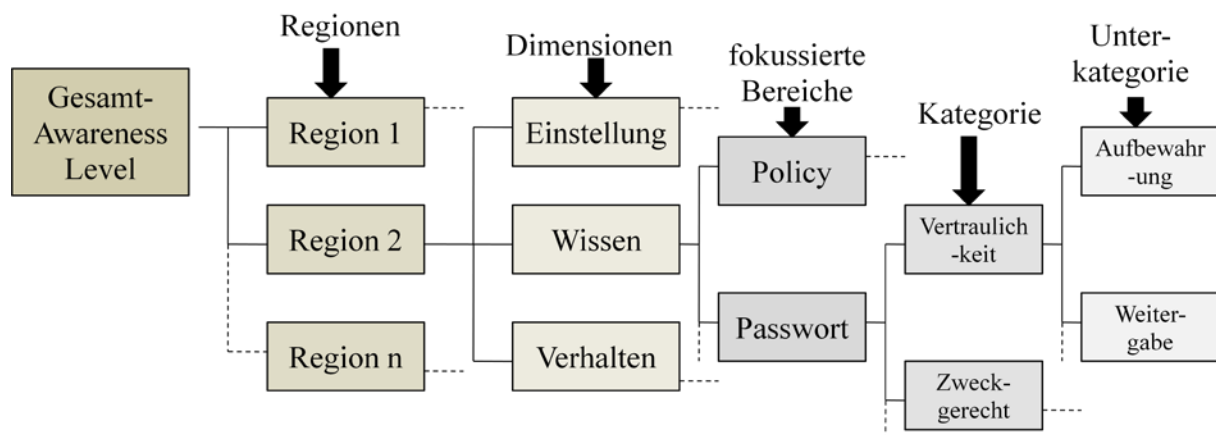 Regionen
Dimensionen
fokussierte
Bereiche
Kategorie
Unter-
kategorie
Gesamt-
Awareness
Level
Region 1
Region 2
Region n
Einstellung
Wissen
Verhalten
Policy
Passwort
Vertraulich
-keit
Zweck-
gerecht
Aufbewahr
-ung
Weiter-
gabe